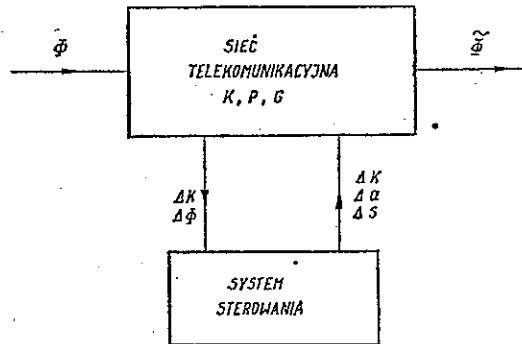 Φ
SIEĆ
TELEKOMUNIKACYJNA
K, P, G
Φ̃
ΔK
ΔΦ
ΔK
Δα
ΔS
SYSTEM
STEROWANIA